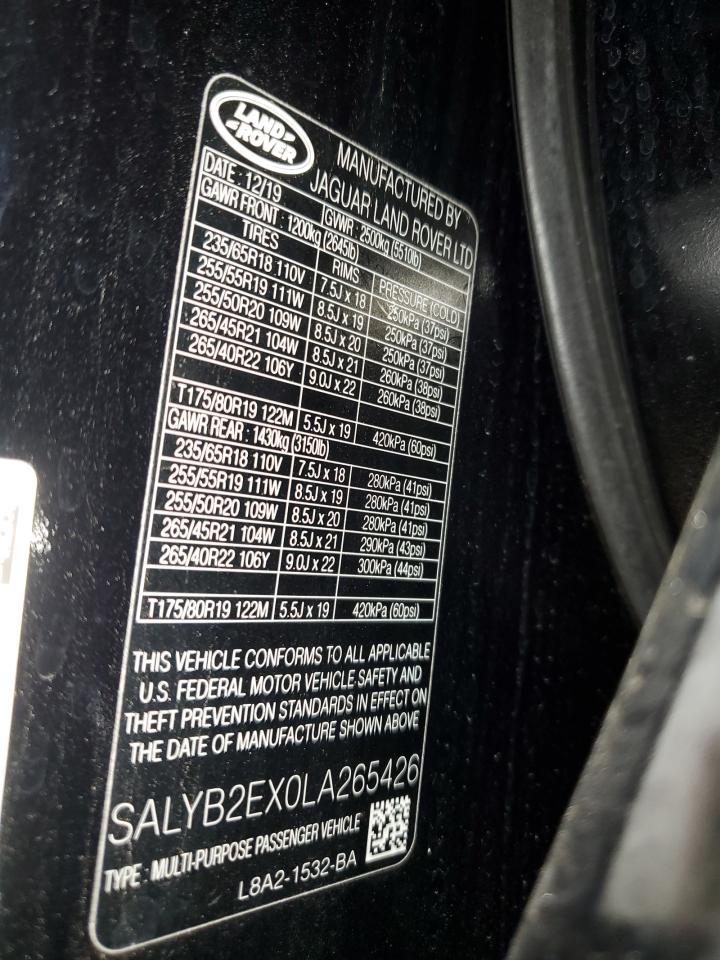 LAND
ROVER
MANUFACTURED BY
JAGUAR LAND ROVER LTD
DATE : 12/19 GVWR : 2500kg (5510lb)
GAWR FRONT : 1200kg (2645lb)
TIRES RIMS PRESSURE (COLD)
235/65R18 110V 7.5J x 18 250kPa (37psi)
255/55R19 111W 8.5J x 19 250kPa (37psi)
255/50R20 109W 8.5J x 20 250kPa (37psi)
265/45R21 104W 8.5J x 21 260kPa (38psi)
265/40R22 106Y 9.0J x 22 260kPa (38psi)
T175/80R19 122M 5.5J x 19 420kPa (60psi)
GAWR REAR : 1430kg (3150lb)
235/65R18 110V 7.5J x 18 280kPa (41psi)
255/55R19 111W 8.5J x 19 280kPa (41psi)
255/50R20 109W 8.5J x 20 280kPa (41psi)
265/45R21 104W 8.5J x 21 290kPa (43psi)
265/40R22 106Y 9.0J x 22 300kPa (44psi)
T175/80R19 122M 5.5J x 19 420kPa (60psi)
THIS VEHICLE CONFORMS TO ALL APPLICABLE
U.S. FEDERAL MOTOR VEHICLE SAFETY AND
THEFT PREVENTION STANDARDS IN EFFECT ON
THE DATE OF MANUFACTURE SHOWN ABOVE
SALYB2EX0LA265426
TYPE : MULTI-PURPOSE PASSENGER VEHICLE
L8A2-1532-BA